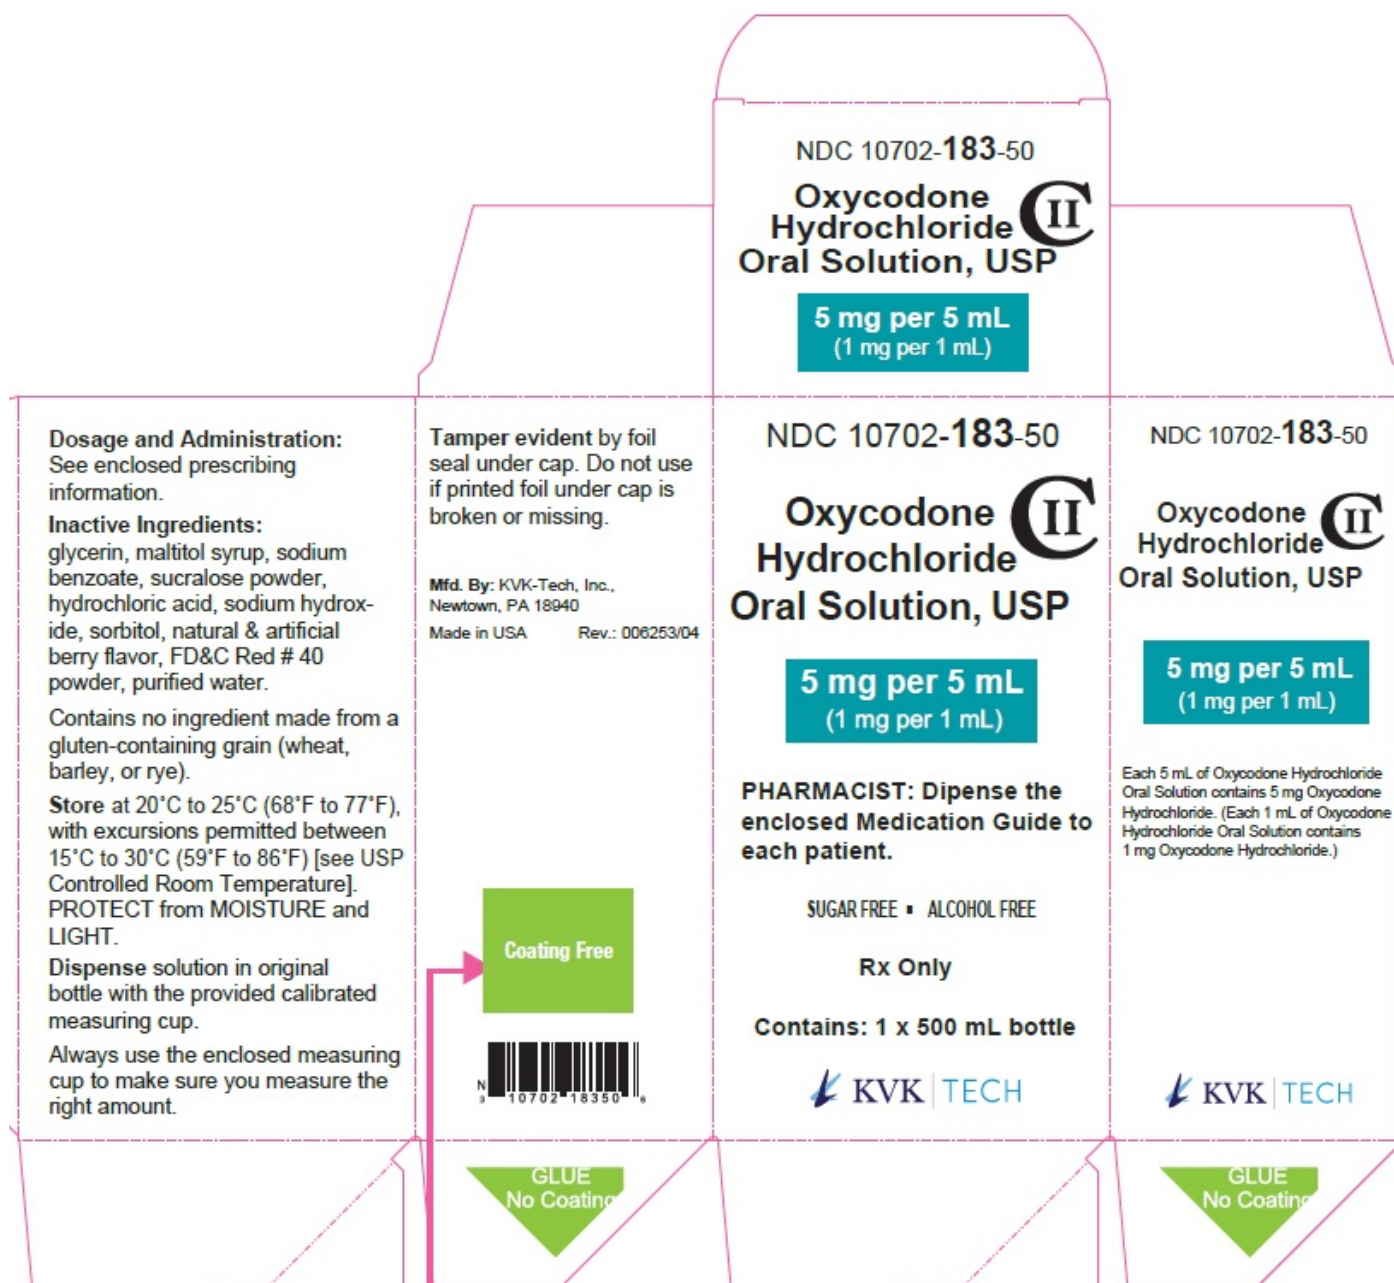 NDC 10702-183-50
Oxycodone
Hydrochloride
Oral Solution, USP
CII
5 mg per 5 mL
(1 mg per 1 mL)
Dosage and Administration:
See enclosed prescribing
information.
Inactive Ingredients:
glycerin, maltitol syrup, sodium
benzoate, sucralose powder,
hydrochloric acid, sodium hydrox-
ide, sorbitol, natural & artificial
berry flavor, FD&C Red # 40
powder, purified water.
Contains no ingredient made from a
gluten-containing grain (wheat,
barley, or rye).
Store at 20˚C to 25˚C (68˚F to 77˚F),
with excursions permitted between
15˚C to 30˚C (59˚F to 86˚F) [see USP
Controlled Room Temperature].
PROTECT from MOISTURE and
LIGHT.
Dispense solution in original
bottle with the provided calibrated
measuring cup.
Always use the enclosed measuring
cup to make sure you measure the
right amount.
Tamper evident by foil
seal under cap. Do not use
if printed foil under cap is
broken or missing.
Mfd. By: KVK-Tech, Inc.,
Newtown, PA 18940
Made in USA Rev.: 006253/04
Coating Free
N
3 10702 18350 6
GLUE
No Coating
NDC 10702-183-50
Oxycodone
Hydrochloride
Oral Solution, USP
CII
5 mg per 5 mL
(1 mg per 1 mL)
PHARMACIST: Dipense the
enclosed Medication Guide to
each patient.
SUGAR FREE ▪ ALCOHOL FREE
Rx Only
Contains: 1 x 500 mL bottle
KVK TECH
NDC 10702-183-50
Oxycodone
Hydrochloride
Oral Solution, USP
CII
5 mg per 5 mL
(1 mg per 1 mL)
Each 5 mL of Oxycodone Hydrochloride
Oral Solution contains 5 mg Oxycodone
Hydrochloride. (Each 1 mL of Oxycodone
Hydrochloride Oral Solution contains
1 mg Oxycodone Hydrochloride.)
KVK TECH
GLUE
No Coating